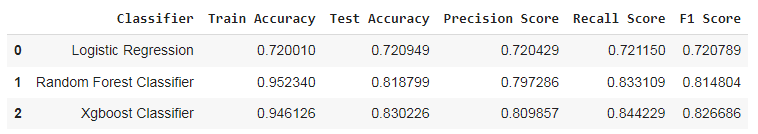 Classifier Train Accuracy Test Accuracy Precision Score Recall Score F1 Score
0 Logistic Regression 0.720010 0.720949 0.720429 0.721150 0.720789
1 Random Forest Classifier 0.952340 0.818799 0.797286 0.833109 0.814804
2 Xgboost Classifier 0.946126 0.830226 0.809857 0.844229 0.826686